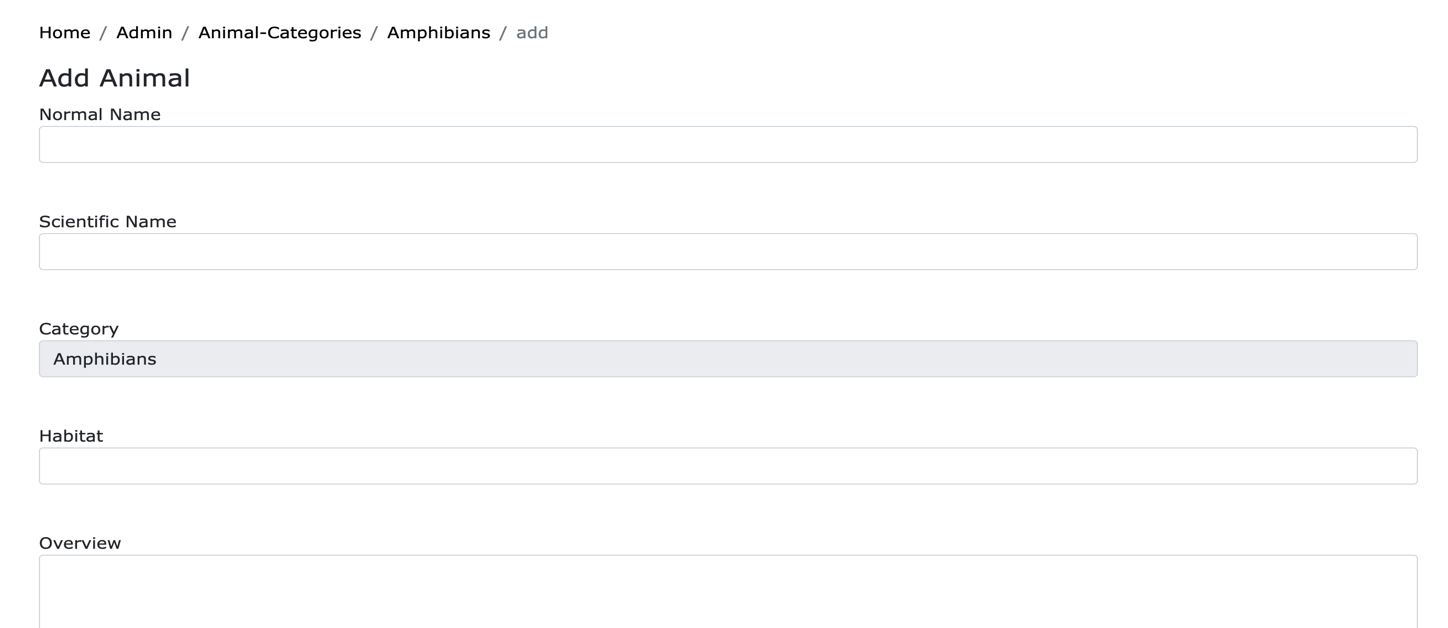 Home / Admin / Animal-Categories / Amphibians / add
Add Animal
Normal Name
Scientific Name
Category
Amphibians
Habitat
Overview